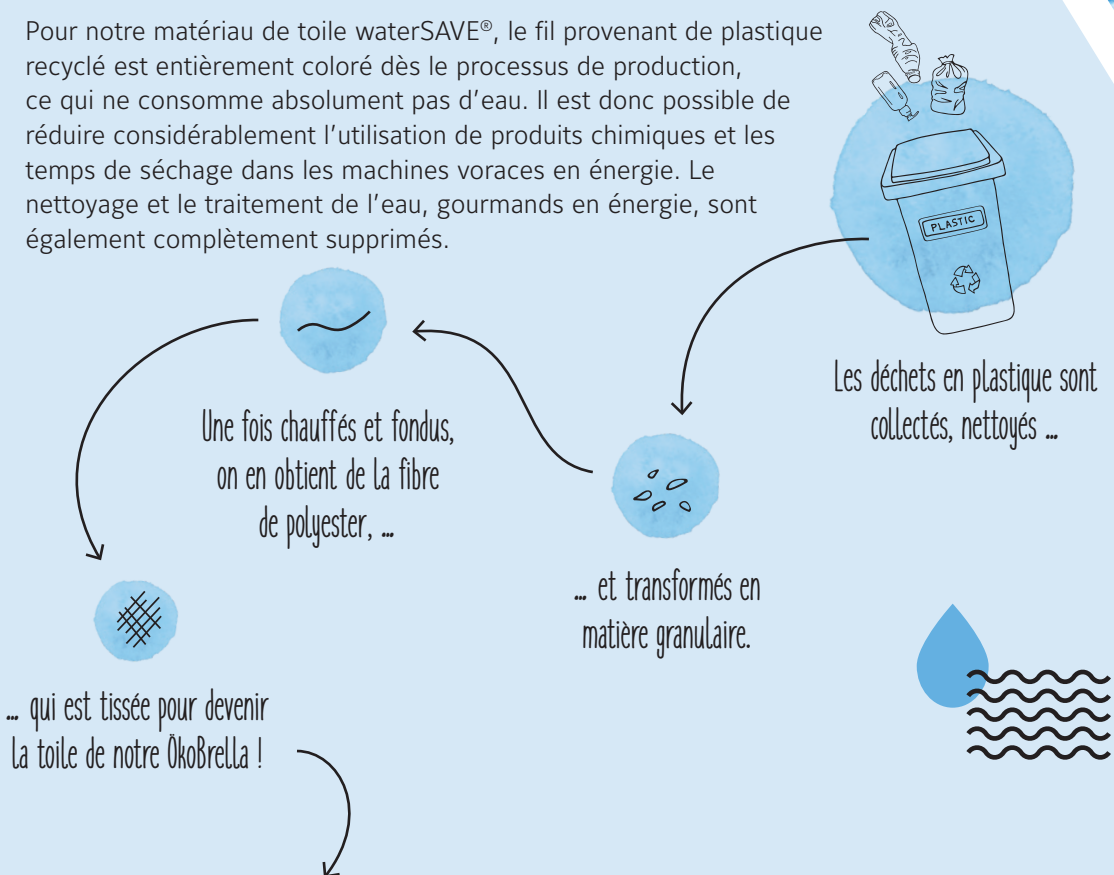 Pour notre matériau de toile waterSAVE®, le fil provenant de plastique
recyclé est entièrement coloré dès le processus de production,
ce qui ne consomme absolument pas d'eau. Il est donc possible de
réduire considérablement l'utilisation de produits chimiques et les
temps de séchage dans les machines voraces en énergie. Le
nettoyage et le traitement de l'eau, gourmands en énergie, sont
également complètement supprimés.
PLASTIC
Les déchets en plastique sont
collectés, nettoyés ...
... et transformés en
matière granulaire.
Une fois chauffés et fondus,
on en obtient de la fibre
de polyester, ...
... qui est tissée pour devenir
la toile de notre ÖkoBrella !